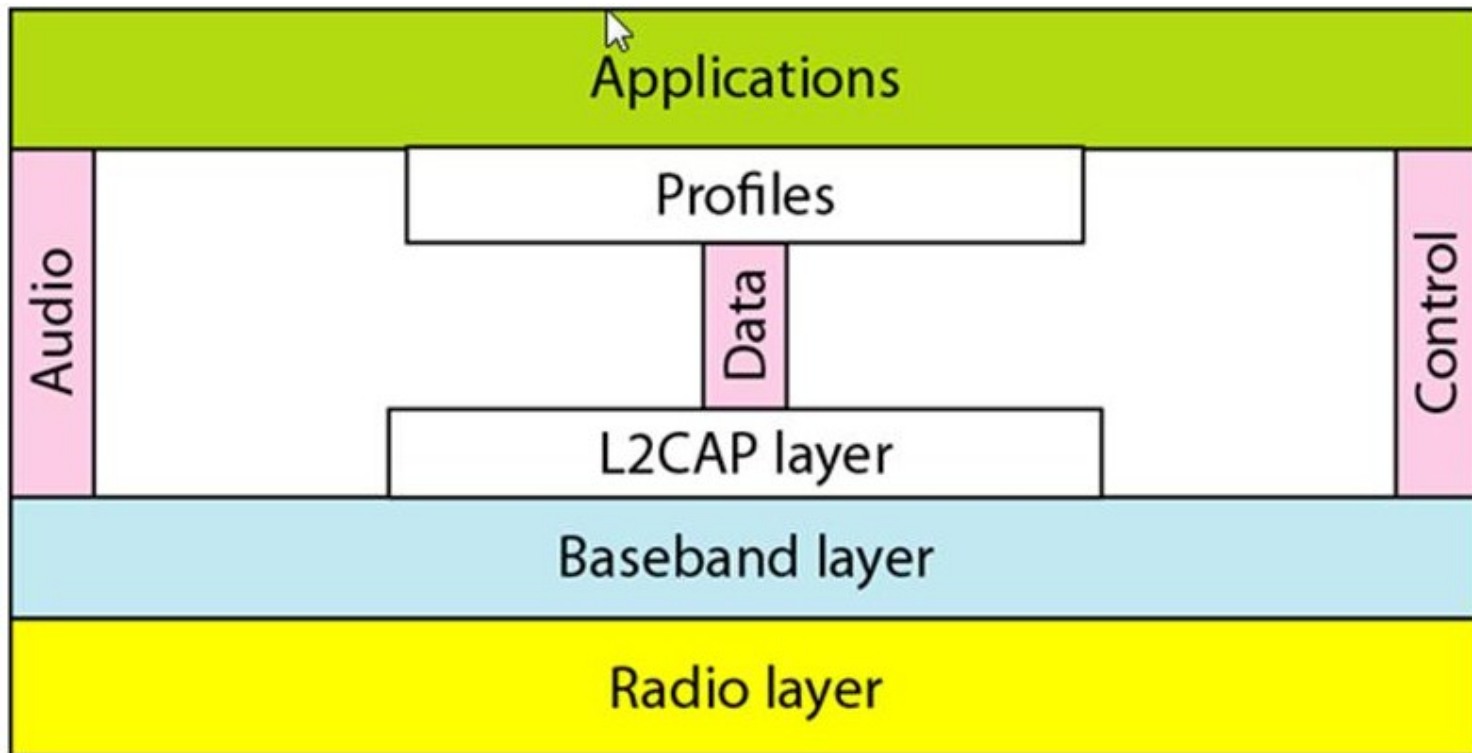 Applications
Profiles
Audio
Data
Control
L2CAP layer
Baseband layer
Radio layer